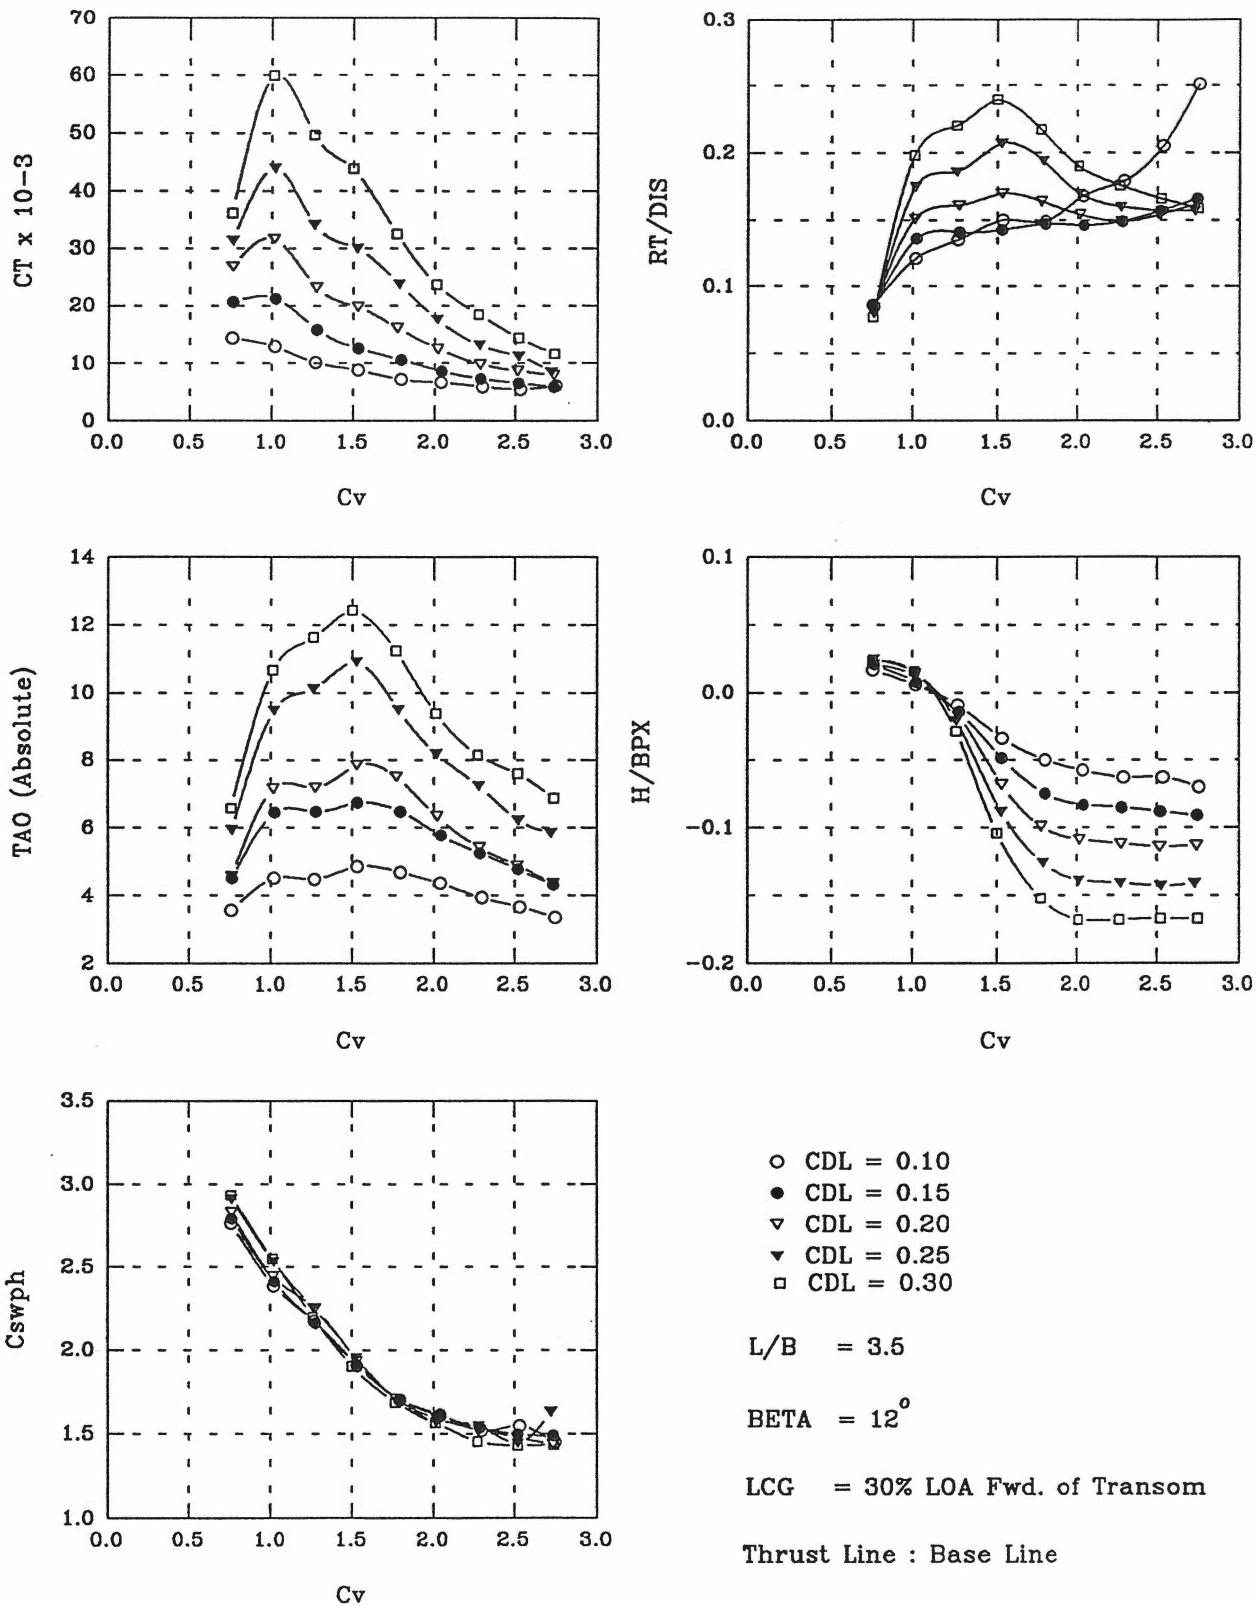 70
60
50
40
30
20
10
0
CT x 10-3
0.0 0.5 1.0 1.5 2.0 2.5 3.0
Cv
0.3
0.2
0.1
0.0
RT/DIS
0.0 0.5 1.0 1.5 2.0 2.5 3.0
Cv
14
12
10
8
6
4
2
TAO (Absolute)
0.0 0.5 1.0 1.5 2.0 2.5 3.0
Cv
0.1
0.0
-0.1
-0.2
H/BPX
0.0 0.5 1.0 1.5 2.0 2.5 3.0
Cv
3.5
3.0
2.5
2.0
1.5
1.0
Cswph
0.0 0.5 1.0 1.5 2.0 2.5 3.0
Cv
CDL = 0.10
CDL = 0.15
CDL = 0.20
CDL = 0.25
CDL = 0.30
L/B = 3.5
BETA = 12°
LCG = 30% LOA Fwd. of Transom
Thrust Line : Base Line